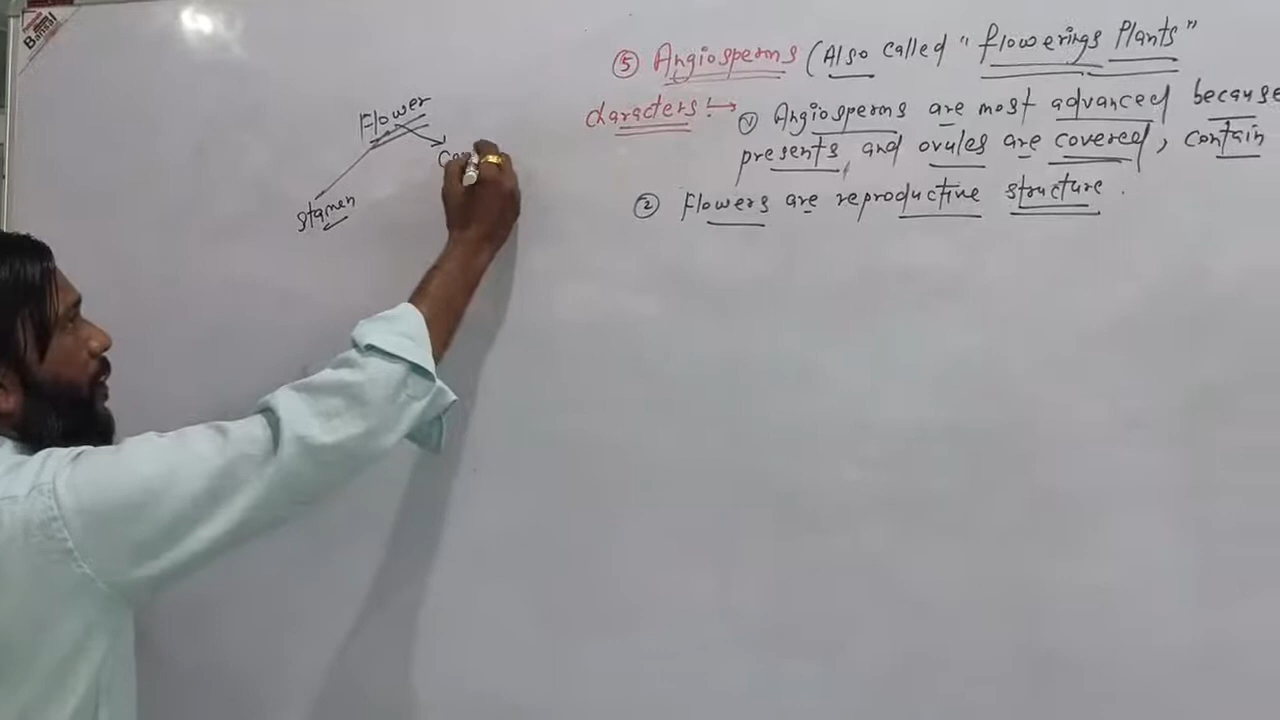 Bansal
⑤ Angiosperms (Also called "flowerings Plants"
characters:→ ① Angiosperms are most advanced because
presents, and ovules are covered, contain
② Flowers are reproductive structure.
Flower
Stamen